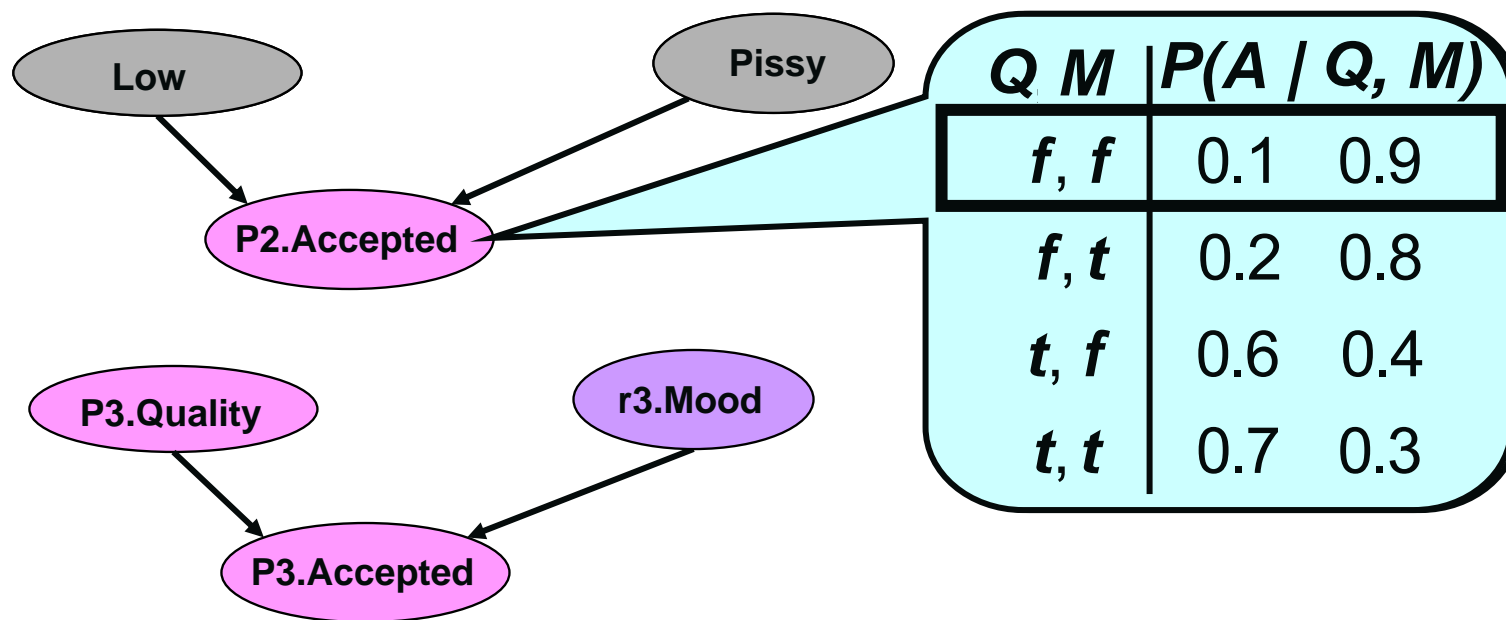 Low
Pissy
P2.Accepted
P3.Quality
r3.Mood
P3.Accepted
Q M P(A | Q, M)
f, f 0.1 0.9
f, t 0.2 0.8
t, f 0.6 0.4
t, t 0.7 0.3